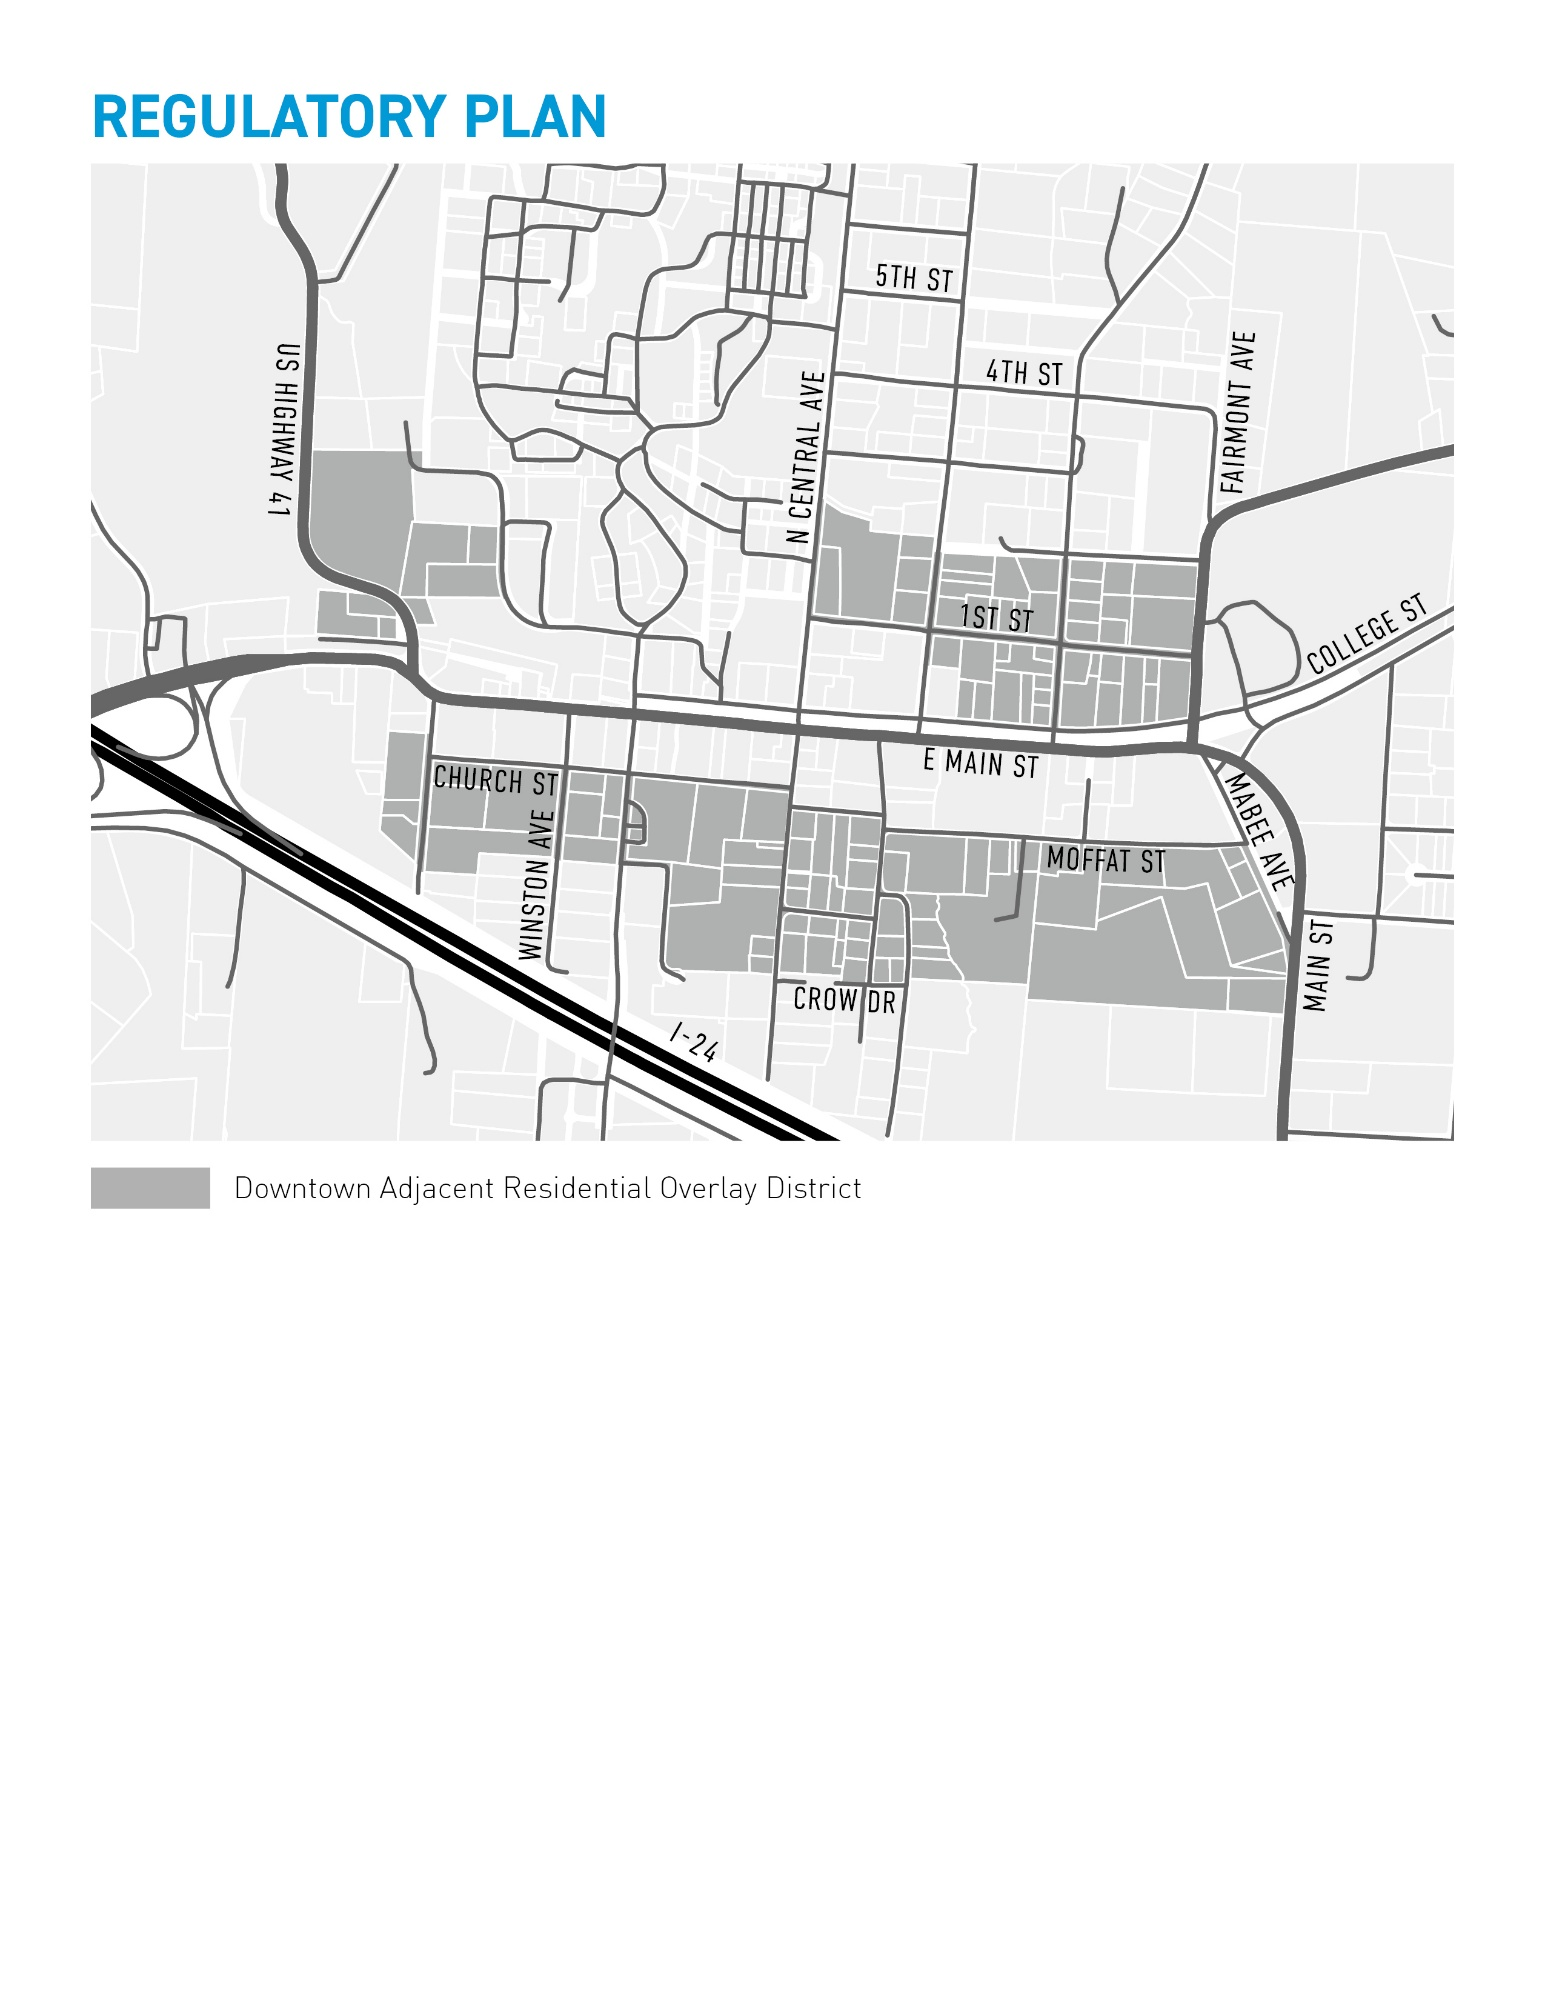 REGULATORY PLAN
5TH ST
4TH ST
US HIGHWAY 41
N CENTRAL AVE
FAIRMONT AVE
1ST ST
COLLEGE ST
E MAIN ST
CHURCH ST
MABEE AVE
WINSTON AVE
MOFFAT ST
MAIN ST
CROW DR
I-24
Downtown Adjacent Residential Overlay District